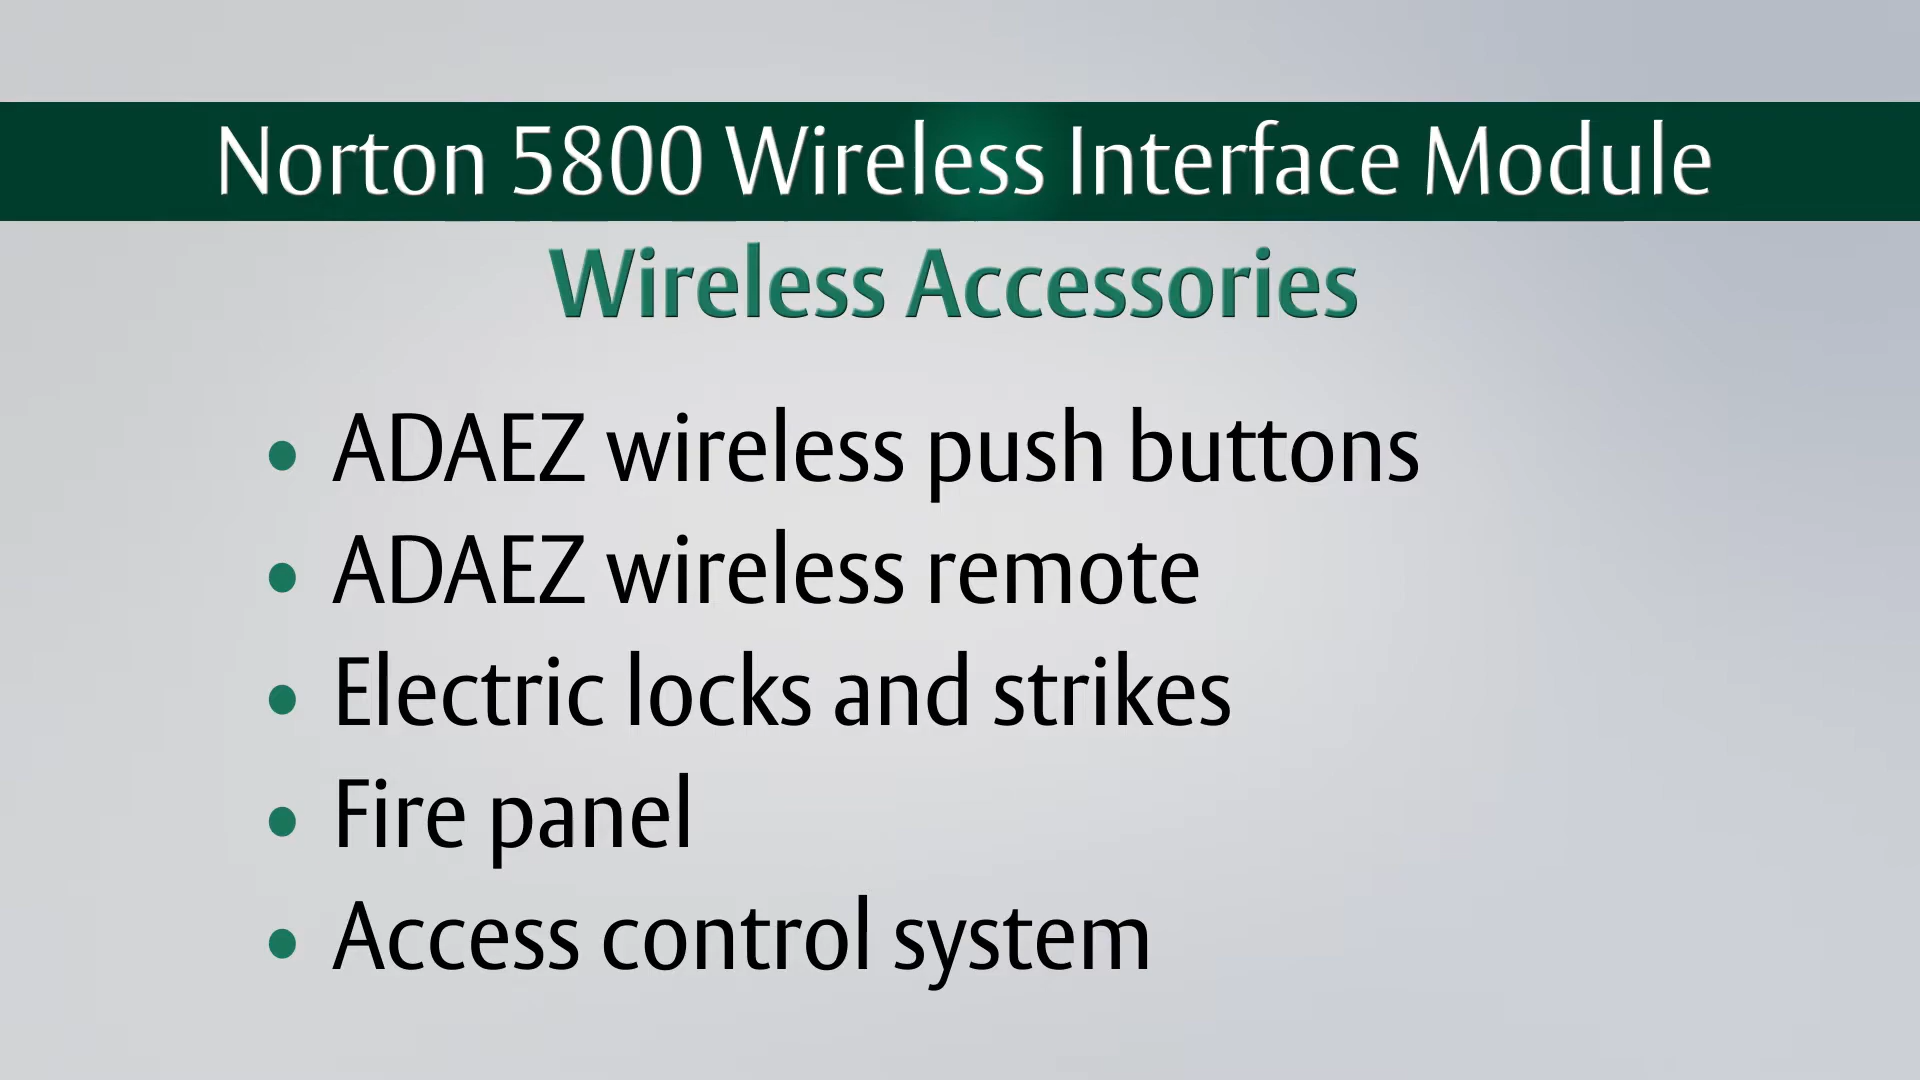 Norton 5800 Wireless Interface Module
Wireless Accessories
• ADAEZ wireless push buttons
• ADAEZ wireless remote
• Electric locks and strikes
• Fire panel
• Access control system